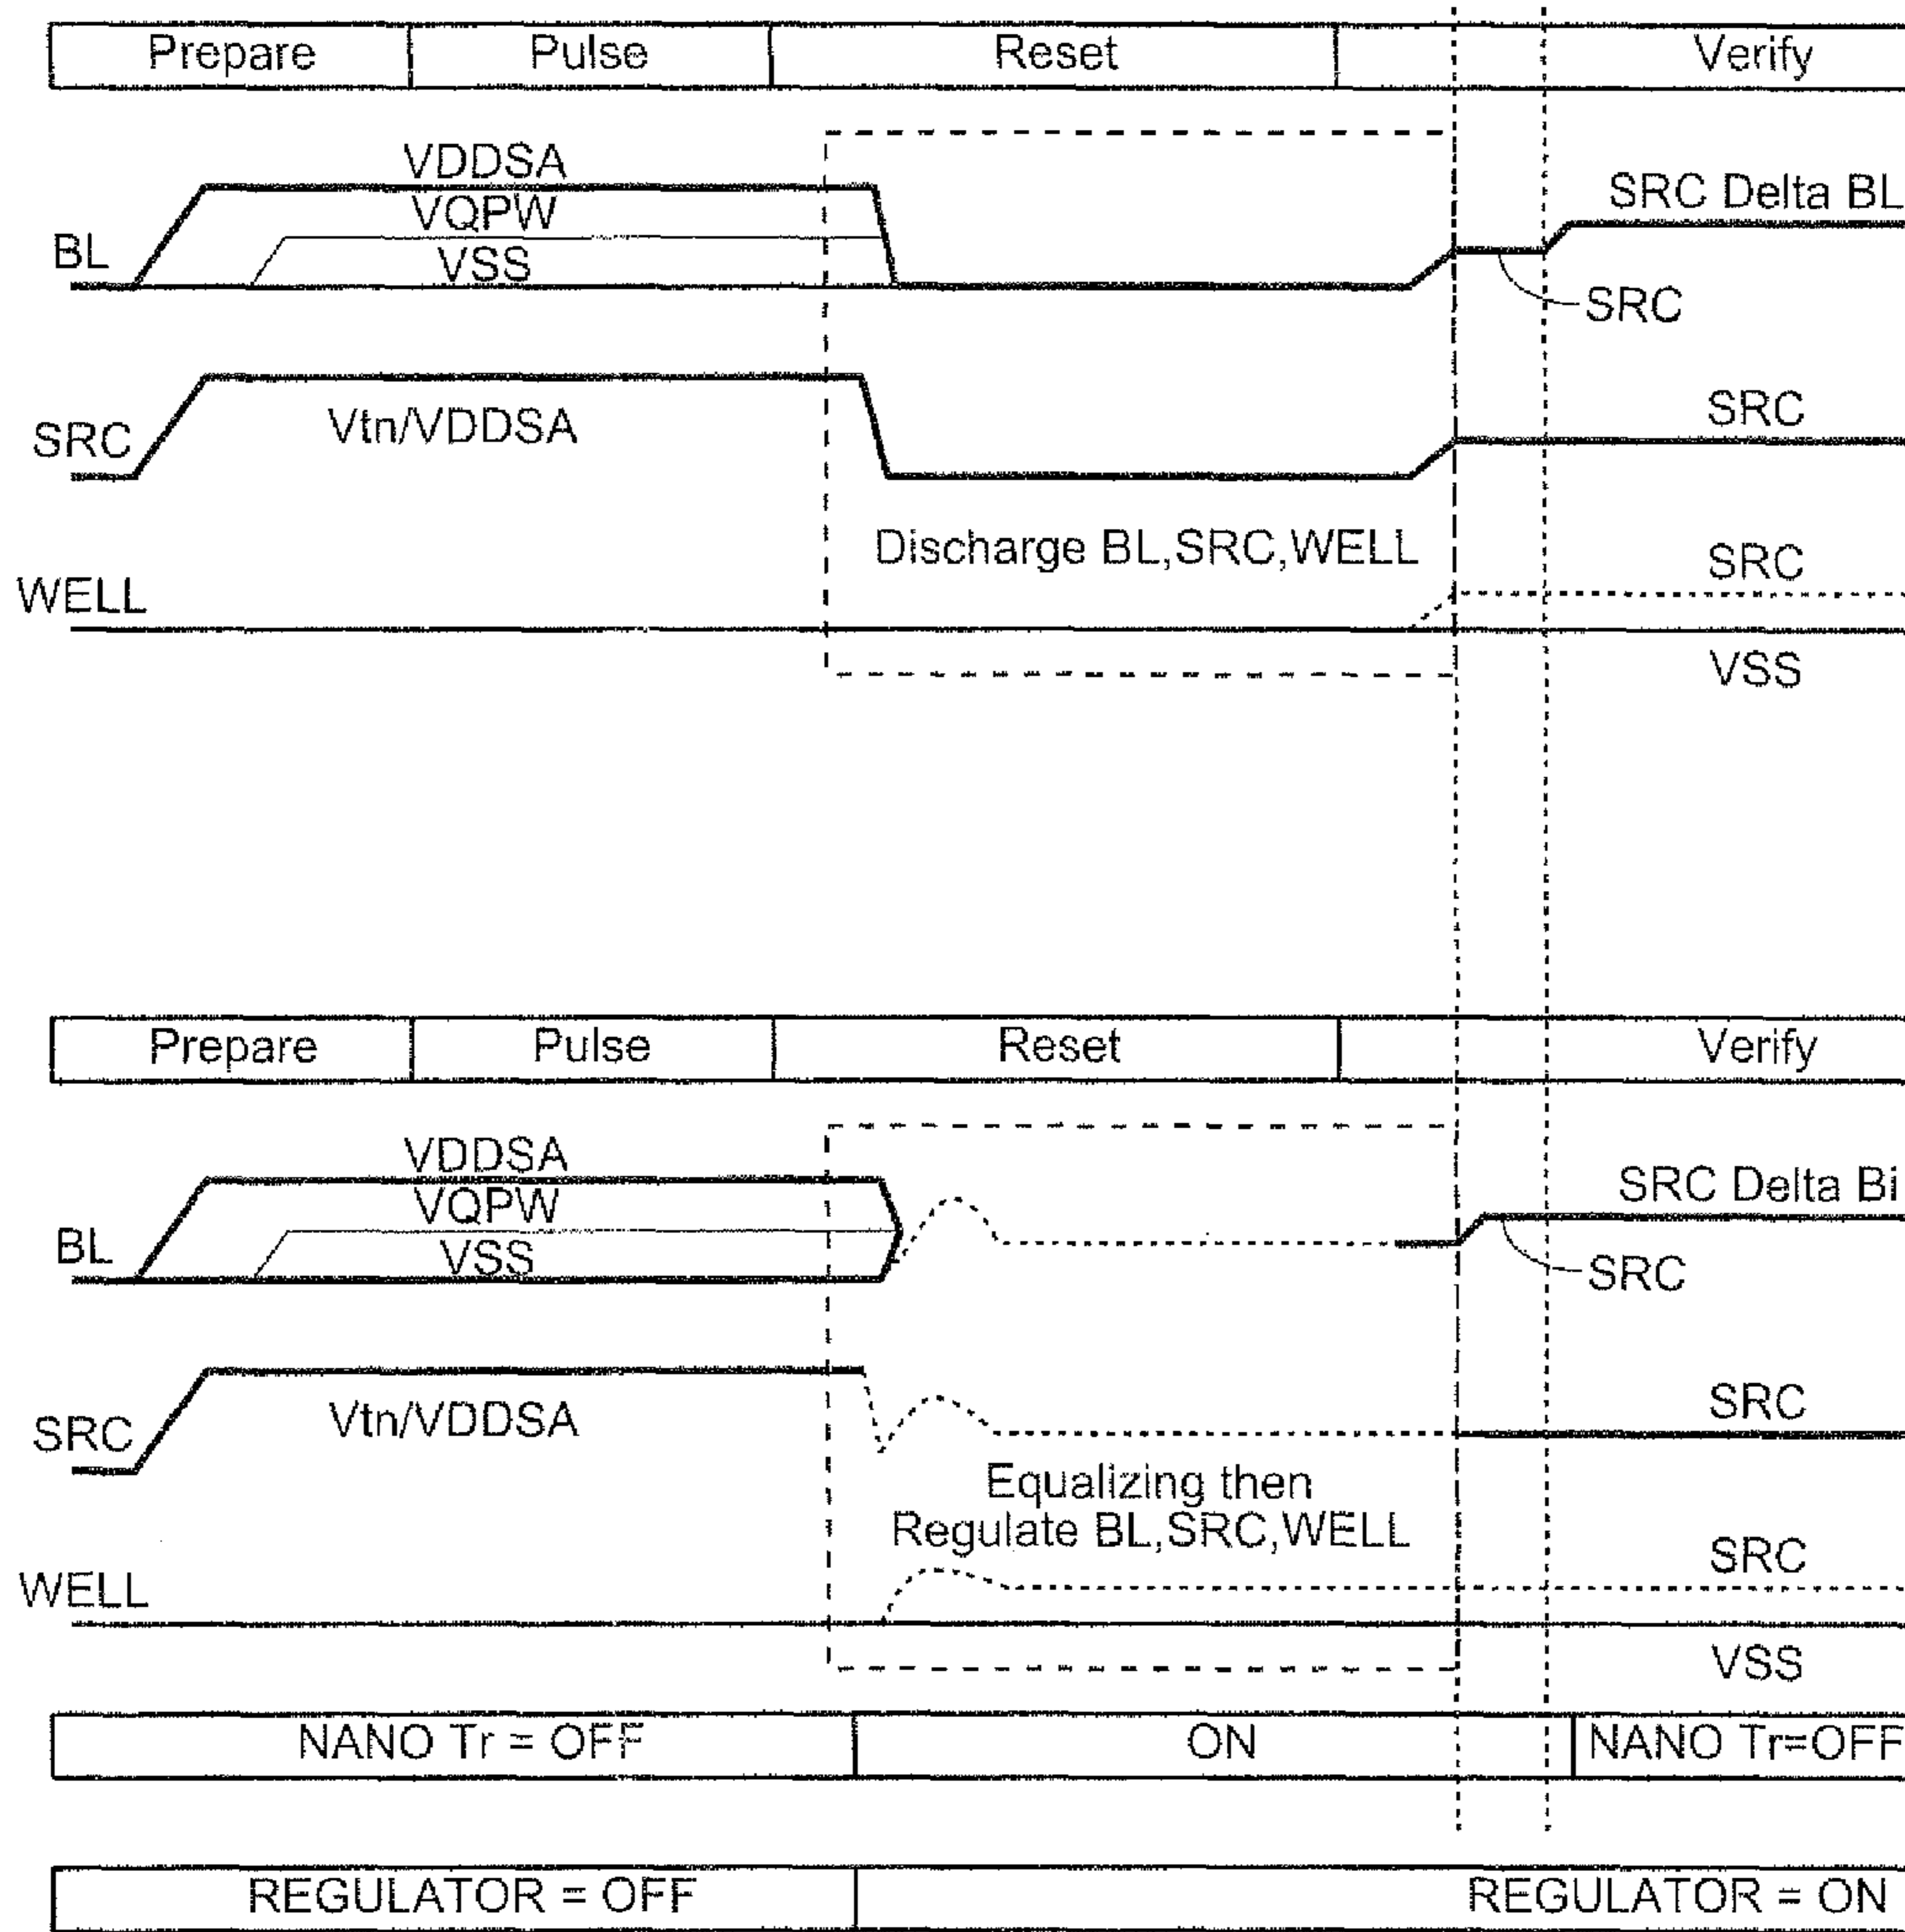 Prepare Pulse Reset Verify
VDDSA
VQPW
VSS
BL
SRC Delta BL
SRC
SRC
Vtn/VDDSA
SRC
Discharge BL,SRC,WELL
WELL
SRC
VSS
Prepare Pulse Reset Verify
VDDSA
VQPW
VSS
BL
SRC Delta Bi
SRC
SRC
Vtn/VDDSA
SRC
Equalizing then
Regulate BL,SRC,WELL
WELL
SRC
VSS
NANO Tr = OFF ON NANO Tr=OFF
REGULATOR = OFF REGULATOR = ON